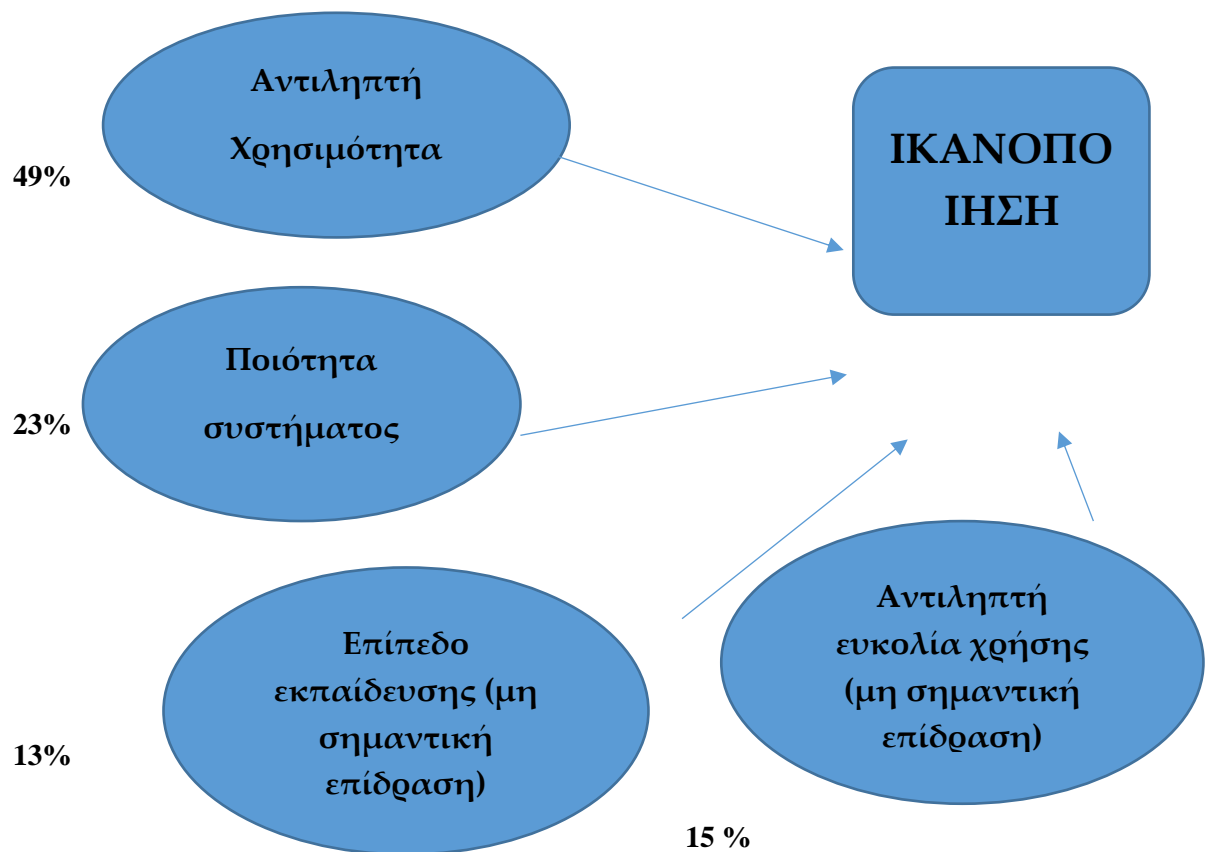 Αντιληπτή
Χρησιμότητα
49%
ΙΚΑΝΟΠΟ
ΙΗΣΗ
Ποιότητα
συστήματος
23%
Επίπεδο
εκπαίδευσης (μη
σημαντική
επίδραση)
13%
Αντιληπτή
ευκολία χρήσης
(μη σημαντική
επίδραση)
15 %